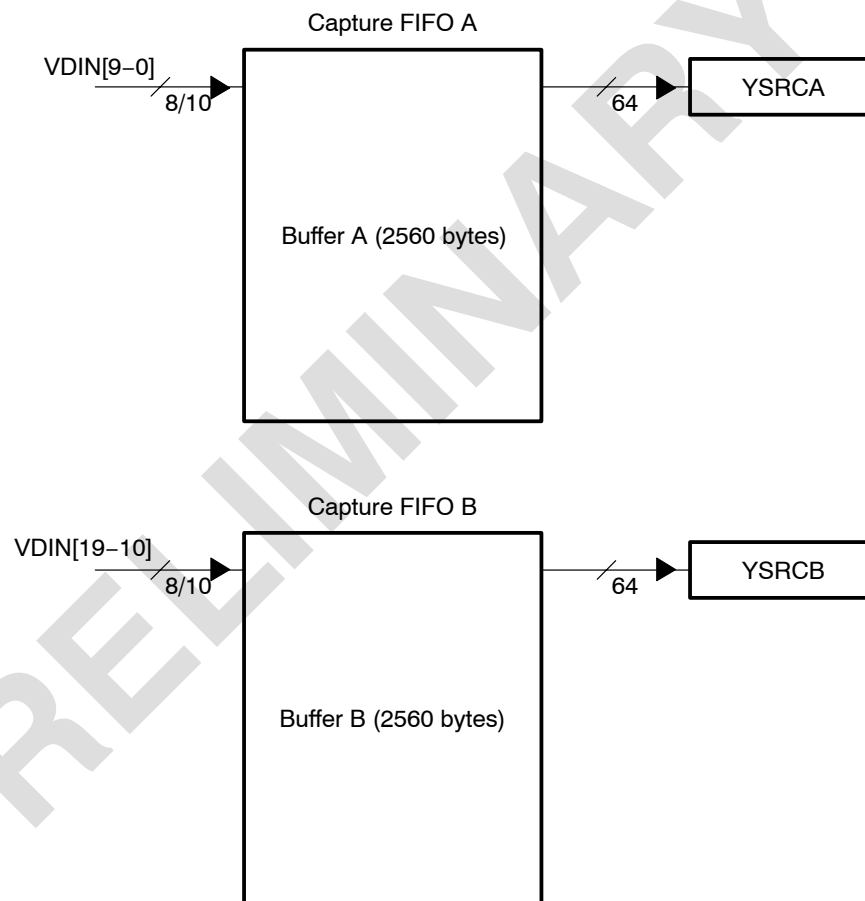 Capture FIFO A
VDIN[9–0]
8/10
64
YSRCA
Buffer A (2560 bytes)
Capture FIFO B
VDIN[19–10]
8/10
64
YSRCB
Buffer B (2560 bytes)
RELIMINARY